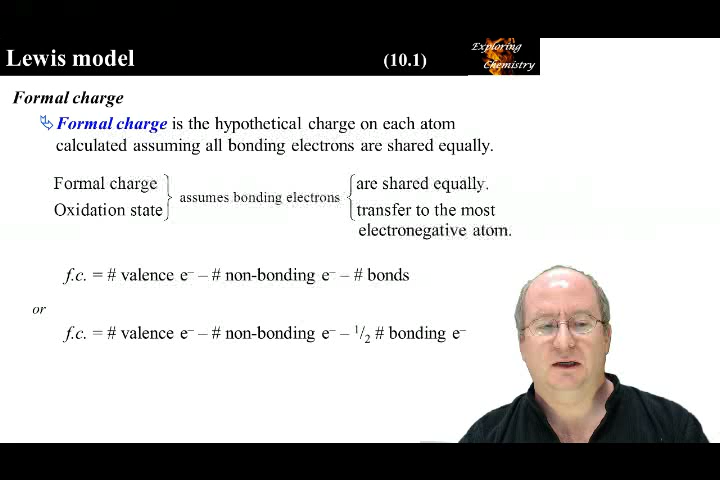 Lewis model (10.1)
Exploring
Chemistry
Formal charge
Formal charge is the hypothetical charge on each atom
calculated assuming all bonding electrons are shared equally.
Formal charge
Oxidation state
assumes bonding electrons
are shared equally.
transfer to the most
electronegative atom.
f.c. = # valence e⁻ – # non-bonding e⁻ – # bonds
or
f.c. = # valence e⁻ – # non-bonding e⁻ – ¹/₂ # bonding e⁻